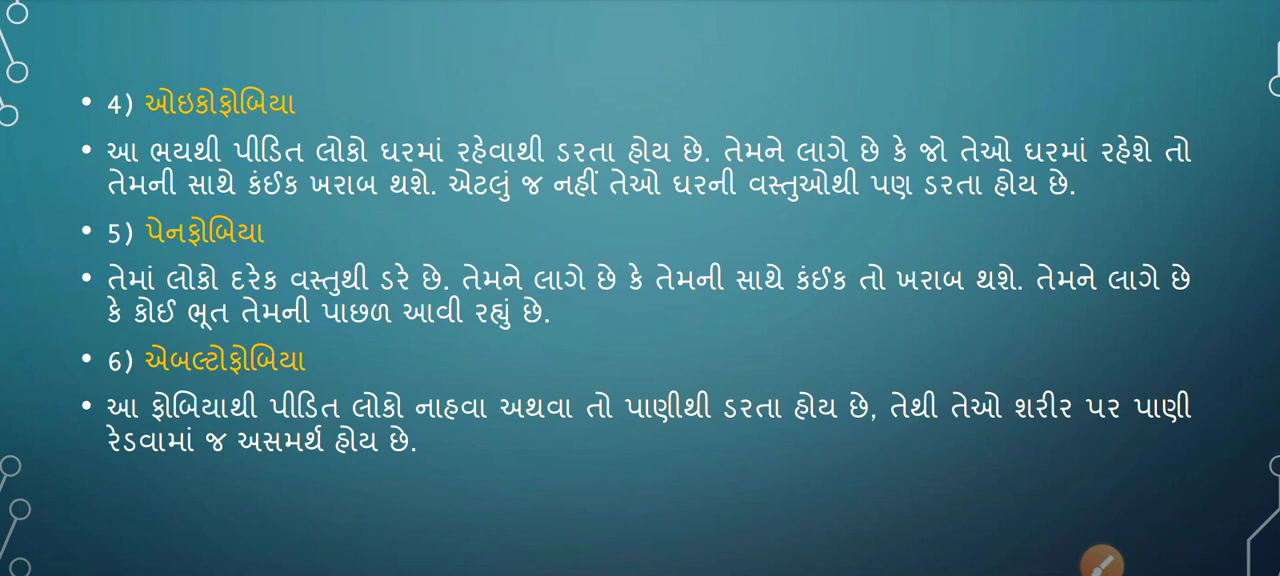 • 4) ઓઇકોફોબિયા
• આ ભયથી પીડિત લોકો ઘરમાં રહેવાથી ડરતા હોય છે. તેમને લાગે છે કે જો તેઓ ઘરમાં રહેશે તો
તેમની સાથે કંઈક ખરાબ થશે. એટલું જ નહીં તેઓ ઘરની વસ્તુઓથી પણ ડરતા હોય છે.
• 5) પેનફોબિયા
• તેમાં લોકો દરેક વસ્તુથી ડરે છે. તેમને લાગે છે કે તેમની સાથે કંઈક તો ખરાબ થશે. તેમને લાગે છે
કે કોઈ ભૂત તેમની પાછળ આવી રહ્યું છે.
• 6) એબલ્ટોફોબિયા
• આ ફોબિયાથી પીડિત લોકો નાહવા અથવા તો પાણીથી ડરતા હોય છે, તેથી તેઓ શરીર પર પાણી
રેડવામાં જ અસમર્થ હોય છે.